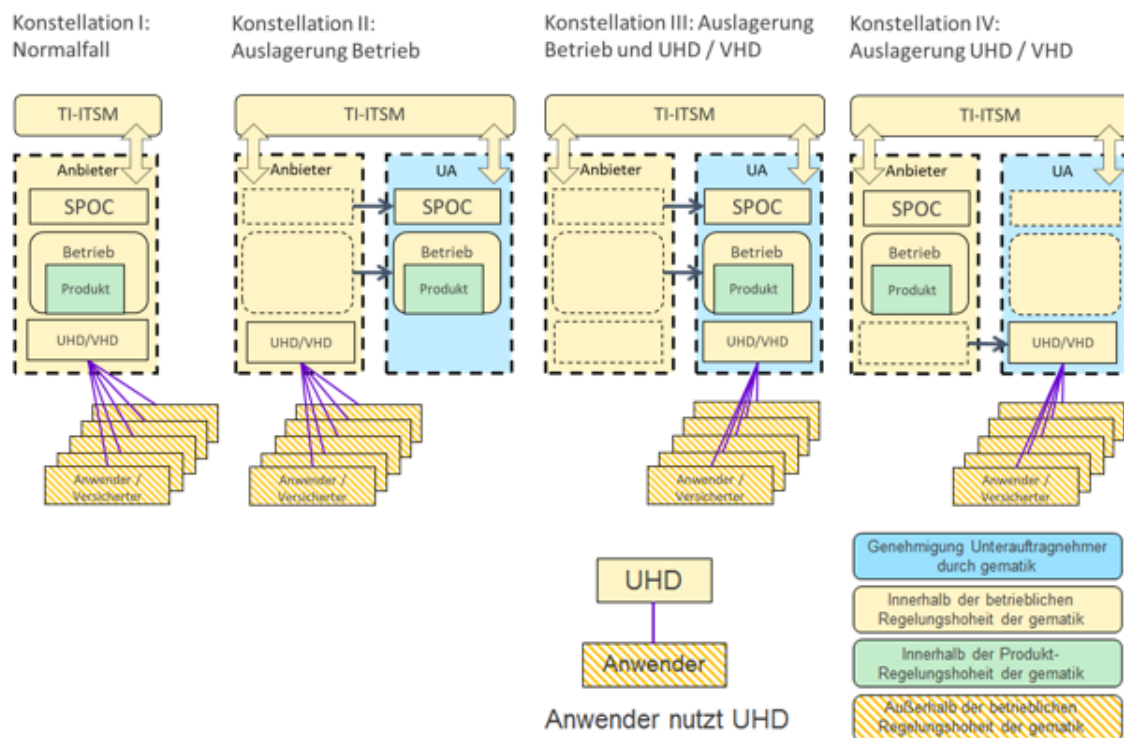 Konstellation I:
Normalfall
Konstellation II:
Auslagerung Betrieb
Konstellation III: Auslagerung
Betrieb und UHD / VHD
Konstellation IV:
Auslagerung UHD / VHD
TI-ITSM
TI-ITSM
TI-ITSM
TI-ITSM
Anbieter
Anbieter
UA
Anbieter
UA
Anbieter
UA
SPOC
SPOC
SPOC
SPOC
Betrieb
Betrieb
Betrieb
Betrieb
Produkt
Produkt
Produkt
Produkt
UHD/VHD
UHD/VHD
UHD/VHD
UHD/VHD
Anwender /
Versicherter
Anwender /
Versicherter
Anwender /
Versicherter
Anwender /
Versicherter
UHD
Anwender
Anwender nutzt UHD
Genehmigung Unterauftragnehmer
durch gematik
Innerhalb der betrieblichen
Regelungshoheit der gematik
Innerhalb der Produkt-
Regelungshoheit der gematik
Außerhalb der betrieblichen
Regelungshoheit der gematik